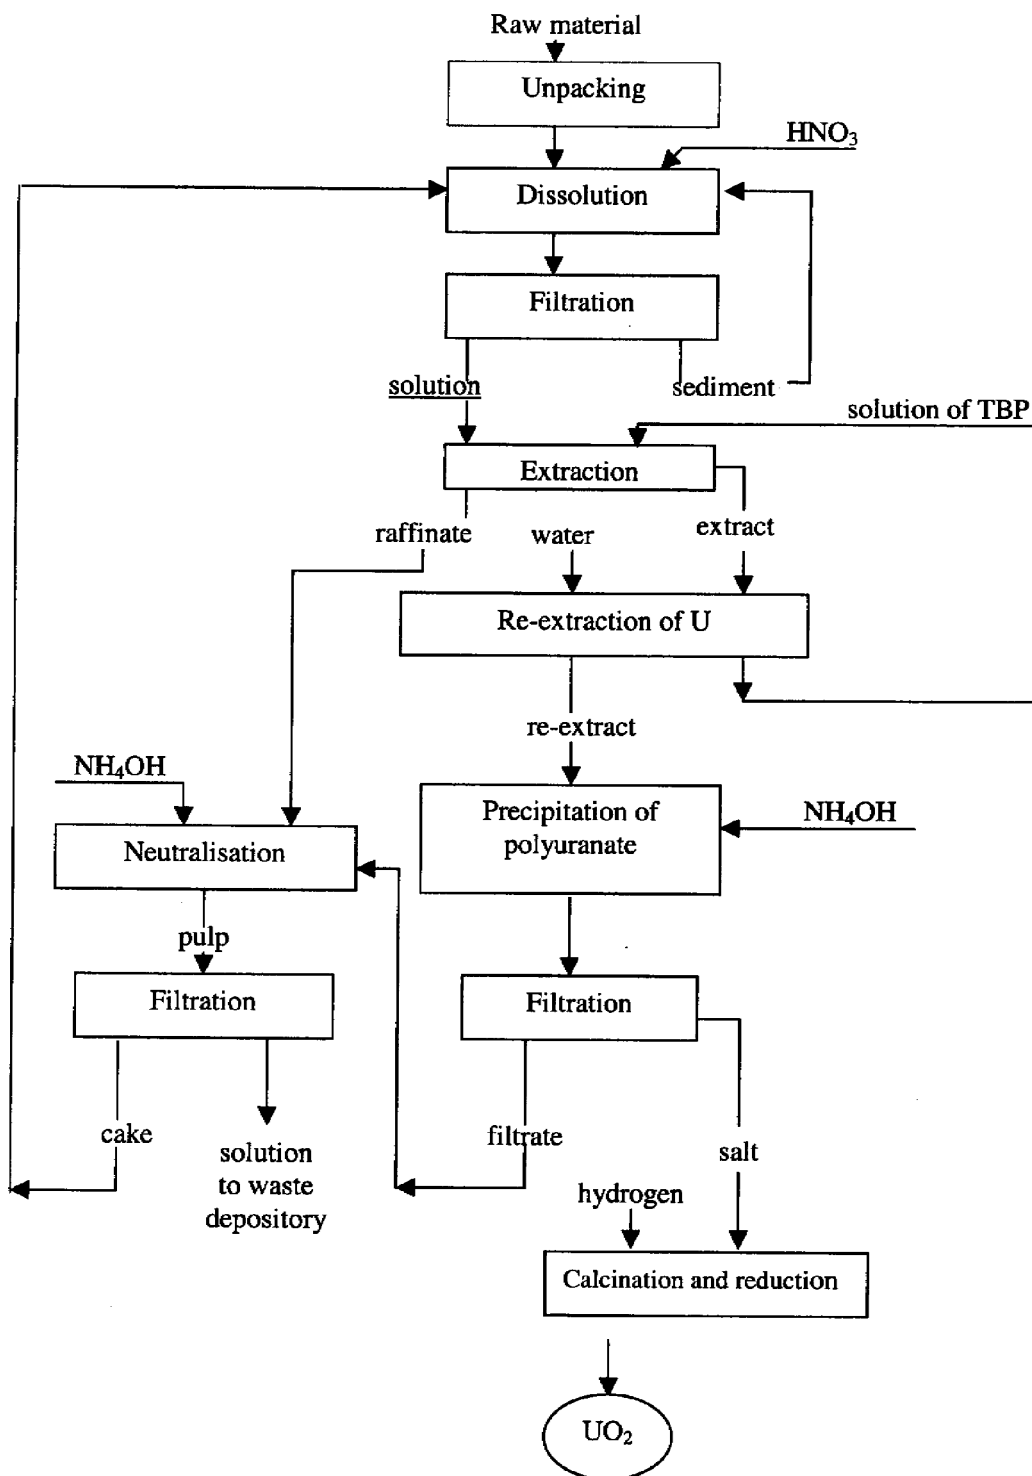 Raw material
Unpacking
HNO₃
Dissolution
Filtration
solution
sediment
solution of TBP
Extraction
raffinate
water
extract
Re-extraction of U
re-extract
NH₄OH
Precipitation of
polyuranate
NH₄OH
Neutralisation
pulp
Filtration
Filtration
cake
solution
to waste
depository
filtrate
salt
hydrogen
Calcination and reduction
UO₂